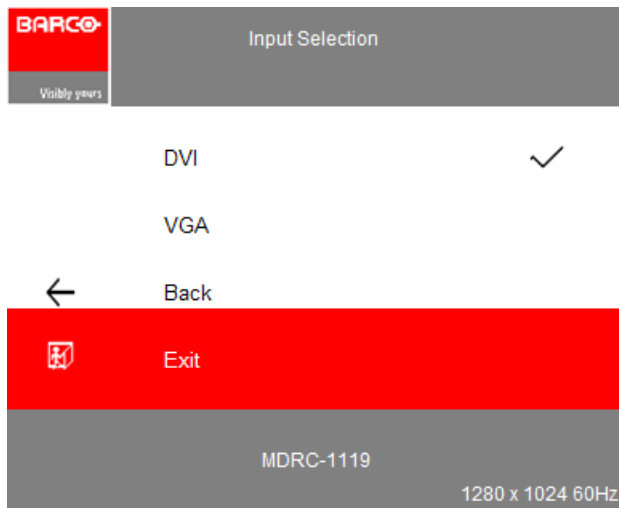 BARCO
Input Selection
Visibly yours
DVI
VGA
Back
Exit
MDRC-1119
1280 x 1024 60Hz